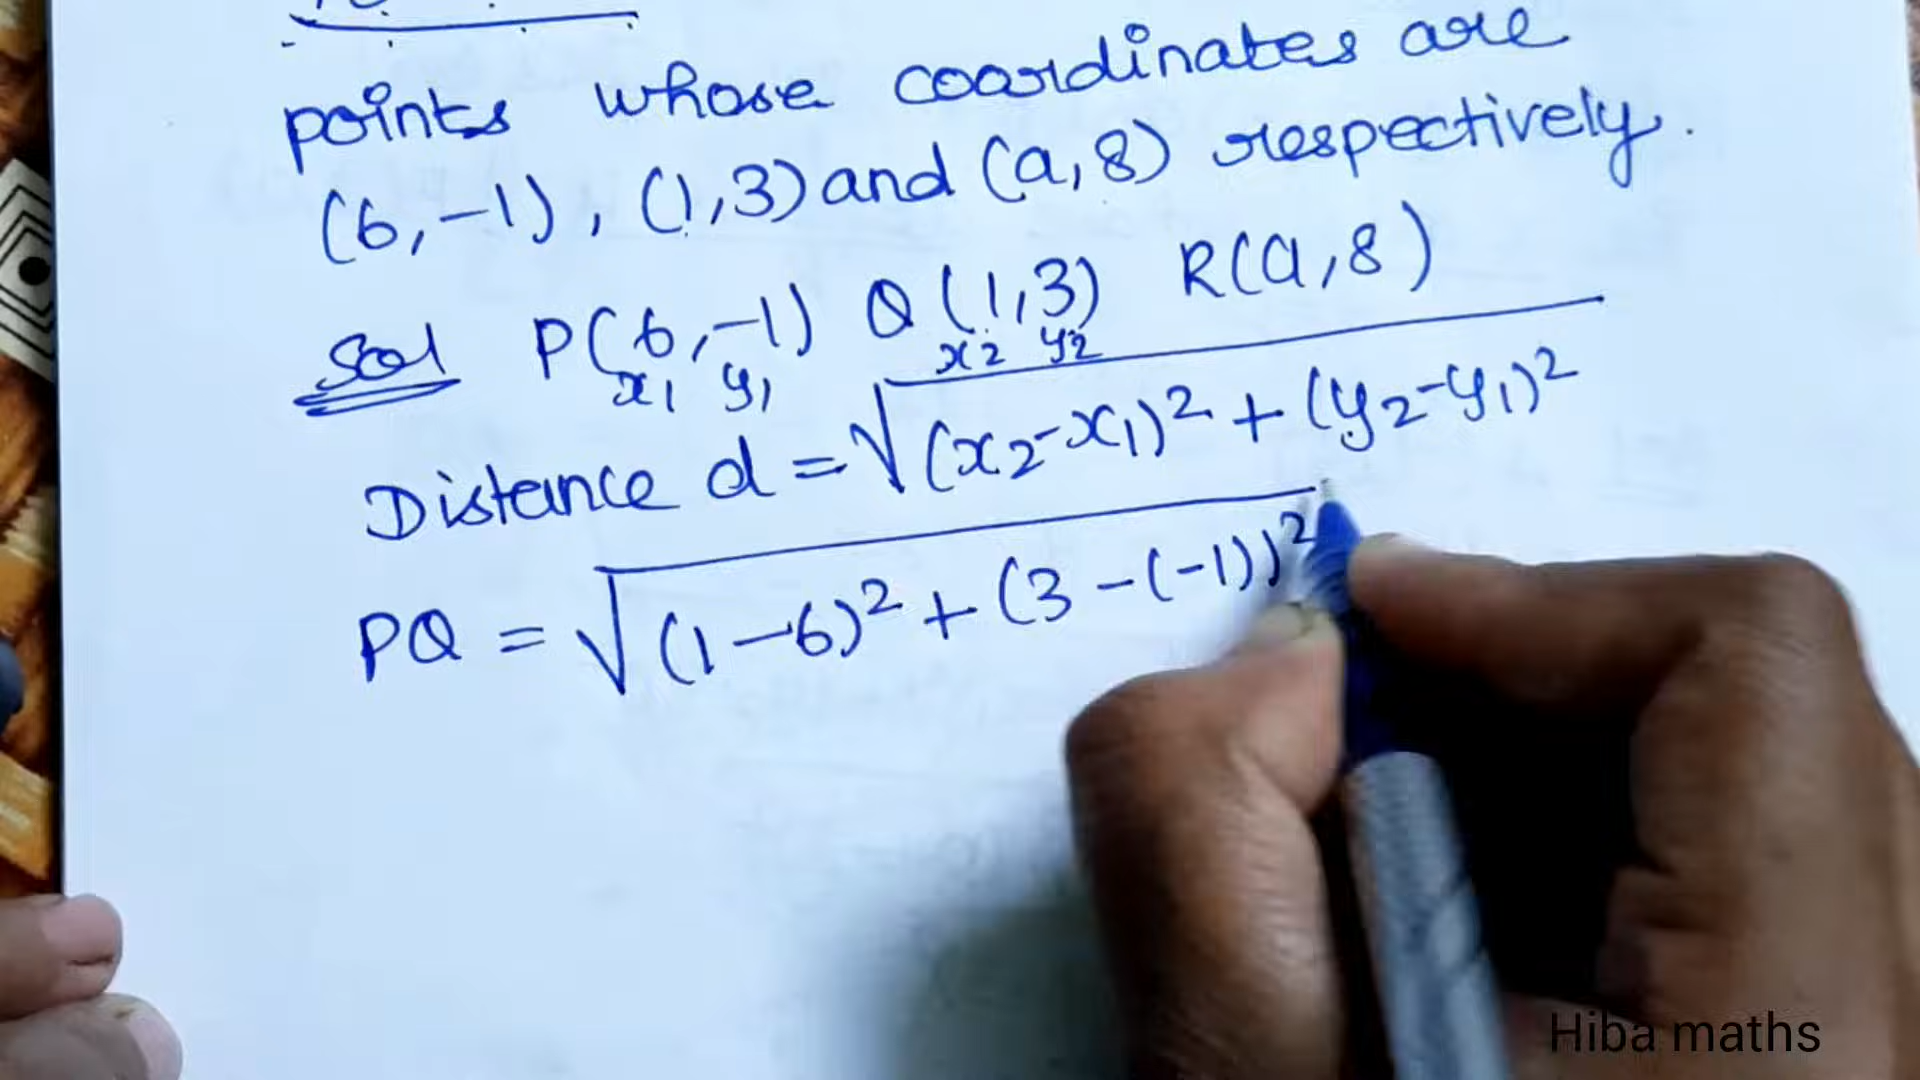 points whose coordinates are
(6,-1), (1,3) and (a,8) respectively.
Sol P(6,-1) Q(1,3) R(a,8)
x₁ y₁ x₂ y₂
Distance d = √(x₂-x₁)² + (y₂-y₁)²
PQ = √(1-6)² + (3-(-1))²
Hiba maths